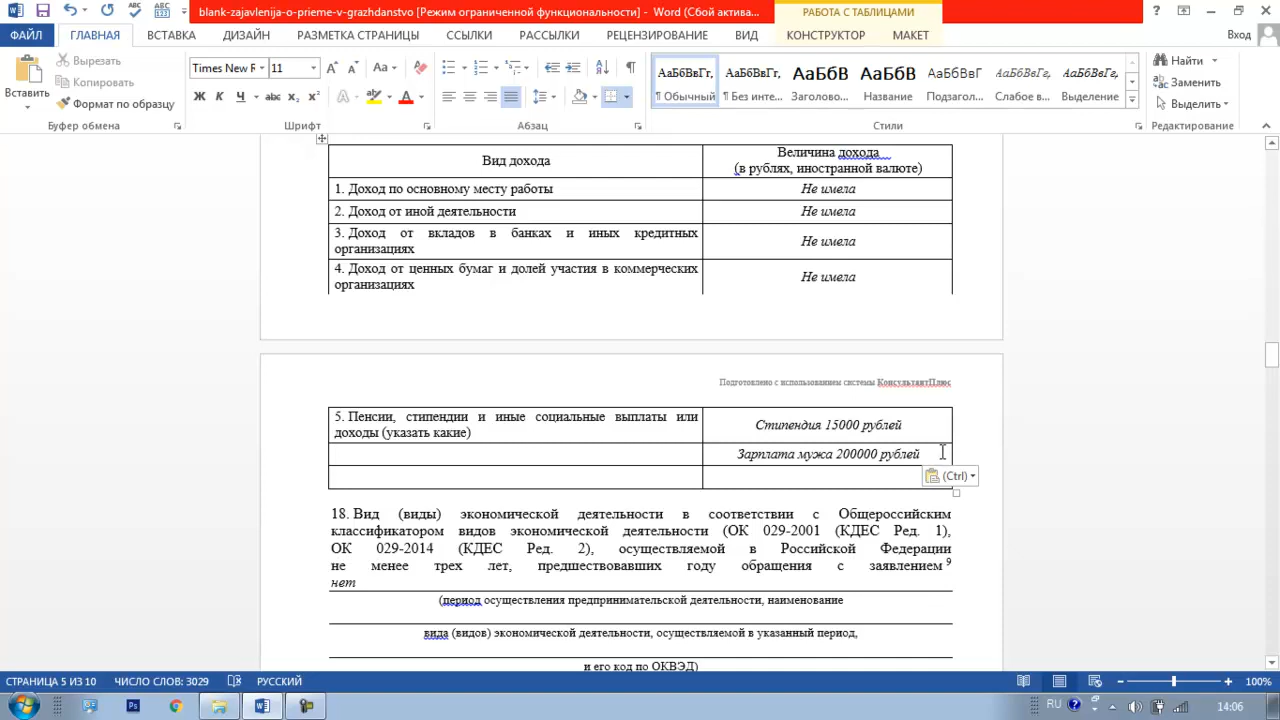 blank-zajavlenija-o-prieme-v-grazhdanstvo [Режим ограниченной функциональности] - Word (Сбой актива...
РАБОТА С ТАБЛИЦАМИ
ФАЙЛ ГЛАВНАЯ ВСТАВКА ДИЗАЙН РАЗМЕТКА СТРАНИЦЫ ССЫЛКИ РАССЫЛКИ РЕЦЕНЗИРОВАНИЕ ВИД КОНСТРУКТОР МАКЕТ Вход
Вставить
Вырезать
Копировать
Формат по образцу
Буфер обмена
Times New R 11
Ж К Ч abc x₂ x²
Шрифт
Абзац
АаБбВвГг, АаБбВвГг, АаБбВ АаБбВ АаБбВвГ АаБбВвГг, АаБбВвГг,
¶ Обычный ¶ Без инте... Заголово... Название Подзагол... Слабое в... Выделение
Стили
Найти
Заменить
Выделить
Редактирование
Вид дохода
Величина дохода
(в рублях, иностранной валюте)
1. Доход по основному месту работы Не имела
2. Доход от иной деятельности Не имела
3. Доход от вкладов в банках и иных кредитных
организациях Не имела
4. Доход от ценных бумаг и долей участия в коммерческих
организациях Не имела
Подготовлено с использованием системы КонсультантПлюс
5. Пенсии, стипендии и иные социальные выплаты или
доходы (указать какие) Стипендия 15000 рублей
Зарплата мужа 200000 рублей
(Ctrl)
18. Вид (виды) экономической деятельности в соответствии с Общероссийским
классификатором видов экономической деятельности (ОК 029-2001 (КДЕС Ред. 1),
ОК 029-2014 (КДЕС Ред. 2), осуществляемой в Российской Федерации
не менее трех лет, предшествовавших году обращения с заявлением 9
нет
(период осуществления предпринимательской деятельности, наименование
вида (видов) экономической деятельности, осуществляемой в указанный период,
и его код по ОКВЭД)
СТРАНИЦА 5 ИЗ 10 ЧИСЛО СЛОВ: 3029 РУССКИЙ 100%
RU 14:06